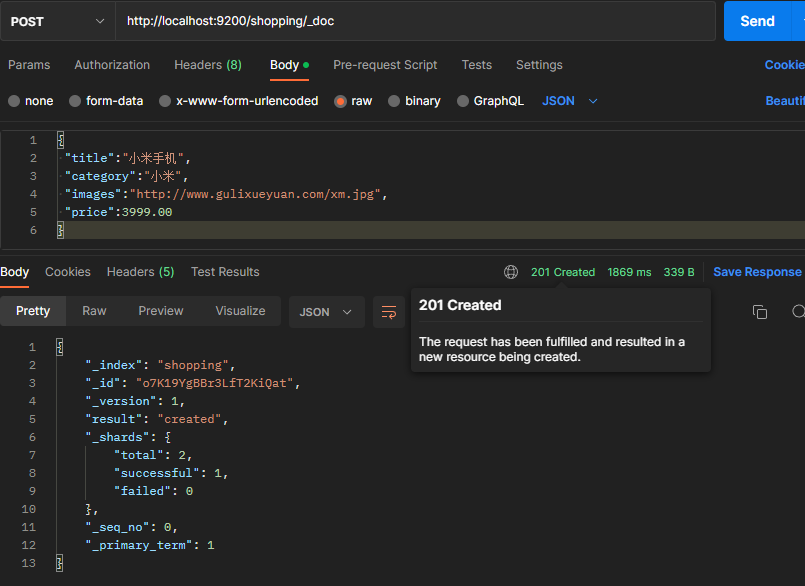 POST http://localhost:9200/shopping/_doc Send
Params Authorization Headers (8) Body Pre-request Script Tests Settings Cookie
none form-data x-www-form-urlencoded raw binary GraphQL JSON Beautif
1 {
2 "title":"小米手机",
3 "category":"小米",
4 "images":"http://www.gulixueyuan.com/xm.jpg",
5 "price":3999.00
6 }
Body Cookies Headers (5) Test Results 201 Created 1869 ms 339 B Save Response
Pretty Raw Preview Visualize JSON
201 Created
The request has been fulfilled and resulted in a
new resource being created.
1 {
2 "_index": "shopping",
3 "_id": "o7K19YgBBr3LfT2KiQat",
4 "_version": 1,
5 "result": "created",
6 "_shards": {
7 "total": 2,
8 "successful": 1,
9 "failed": 0
10 },
11 "_seq_no": 0,
12 "_primary_term": 1
13 }